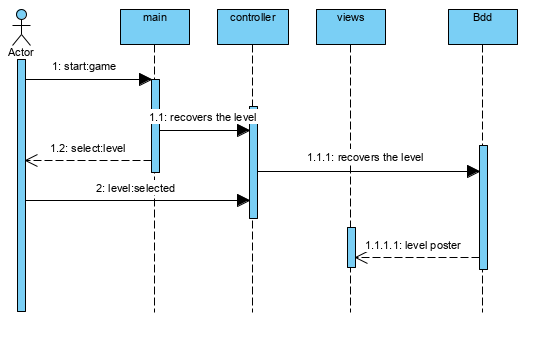 main
controller
views
Bdd
Actor
1: start:game
1.1: recovers the level
1.2: select:level
1.1.1: recovers the level
2: level:selected
1.1.1.1: level poster